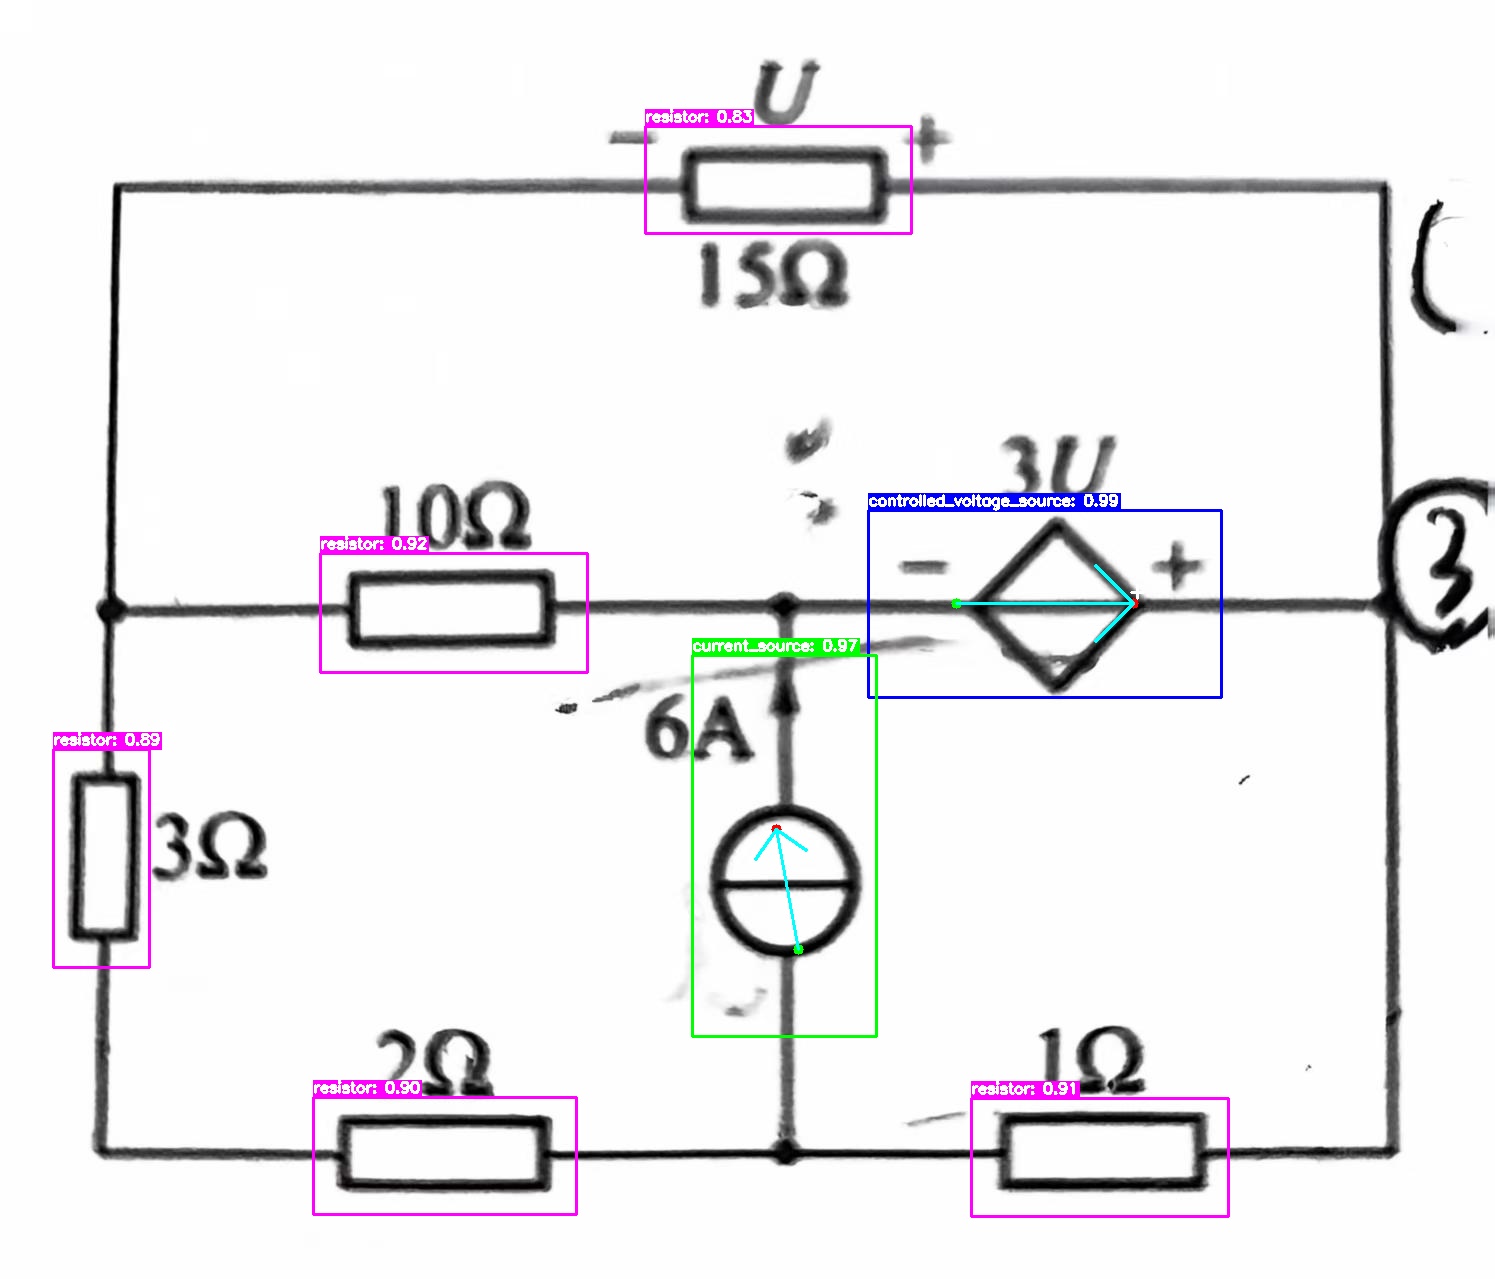 U
resistor: 0.83
− +
15Ω
3U
controlled_voltage_source: 0.99
10Ω
resistor: 0.92
− +
3
current_source: 0.97
6A
resistor: 0.89
3Ω
2Ω
resistor: 0.90
1Ω
resistor: 0.91